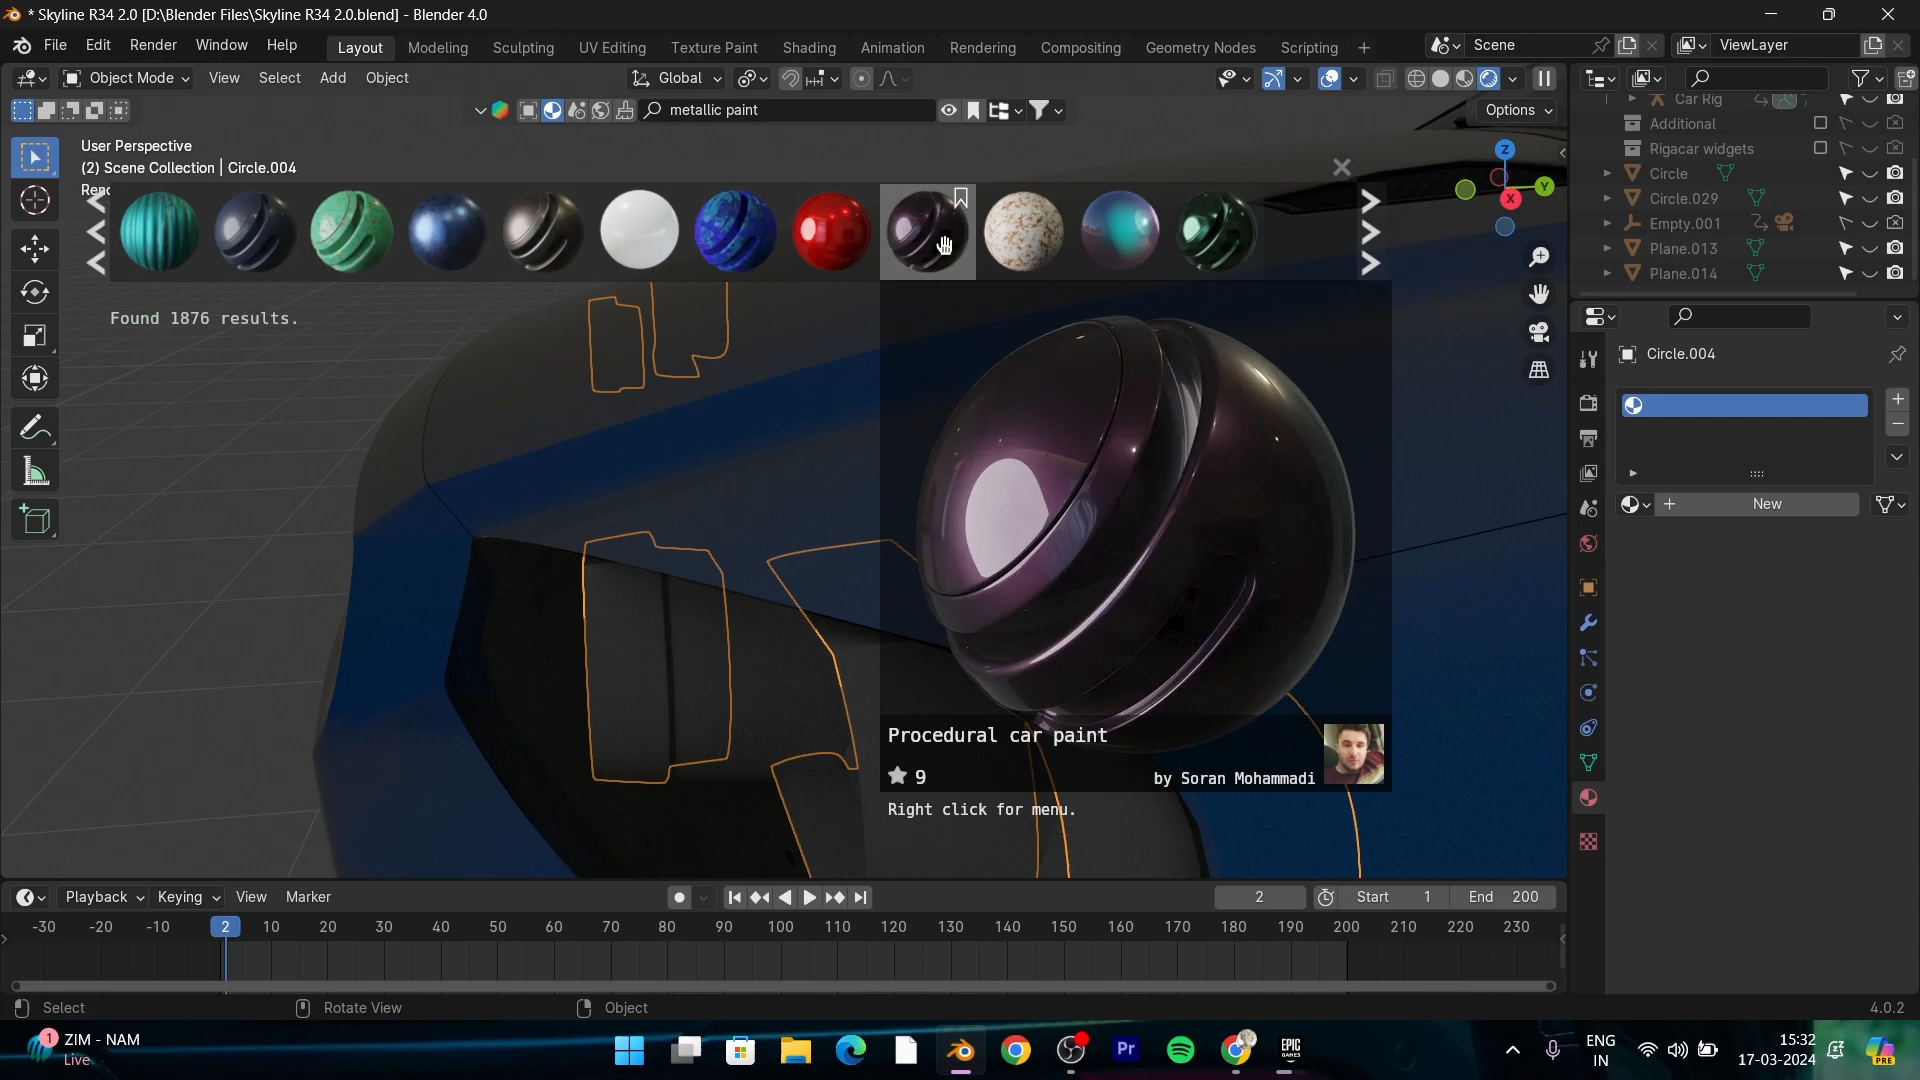 * Skyline R34 2.0 [D:\Blender Files\Skyline R34 2.0.blend] - Blender 4.0
File Edit Render Window Help
Layout Modeling Sculpting UV Editing Texture Paint Shading Animation Rendering Compositing Geometry Nodes Scripting +
Scene
ViewLayer
Object Mode View Select Add Object
Global
metallic paint
Options
User Perspective
(2) Scene Collection | Circle.004
Rend
Found 1876 results.
Z
Y
X
Procedural car paint
9
by Soran Mohammadi
Right click for menu.
Car Rig
Additional
Rigacar widgets
Circle
Circle.029
Empty.001
Plane.013
Plane.014
Circle.004
New
Playback Keying View Marker
2
Start 1
End 200
-30 -20 -10 2 10 20 30 40 50 60 70 80 90 100 110 120 130 140 150 160 170 180 190 200 210 220 230
Select
Rotate View
Object
4.0.2
1
ZIM - NAM
Live
Pr
EPIC
GAMES
ENG
IN
15:32
17-03-2024
PRE